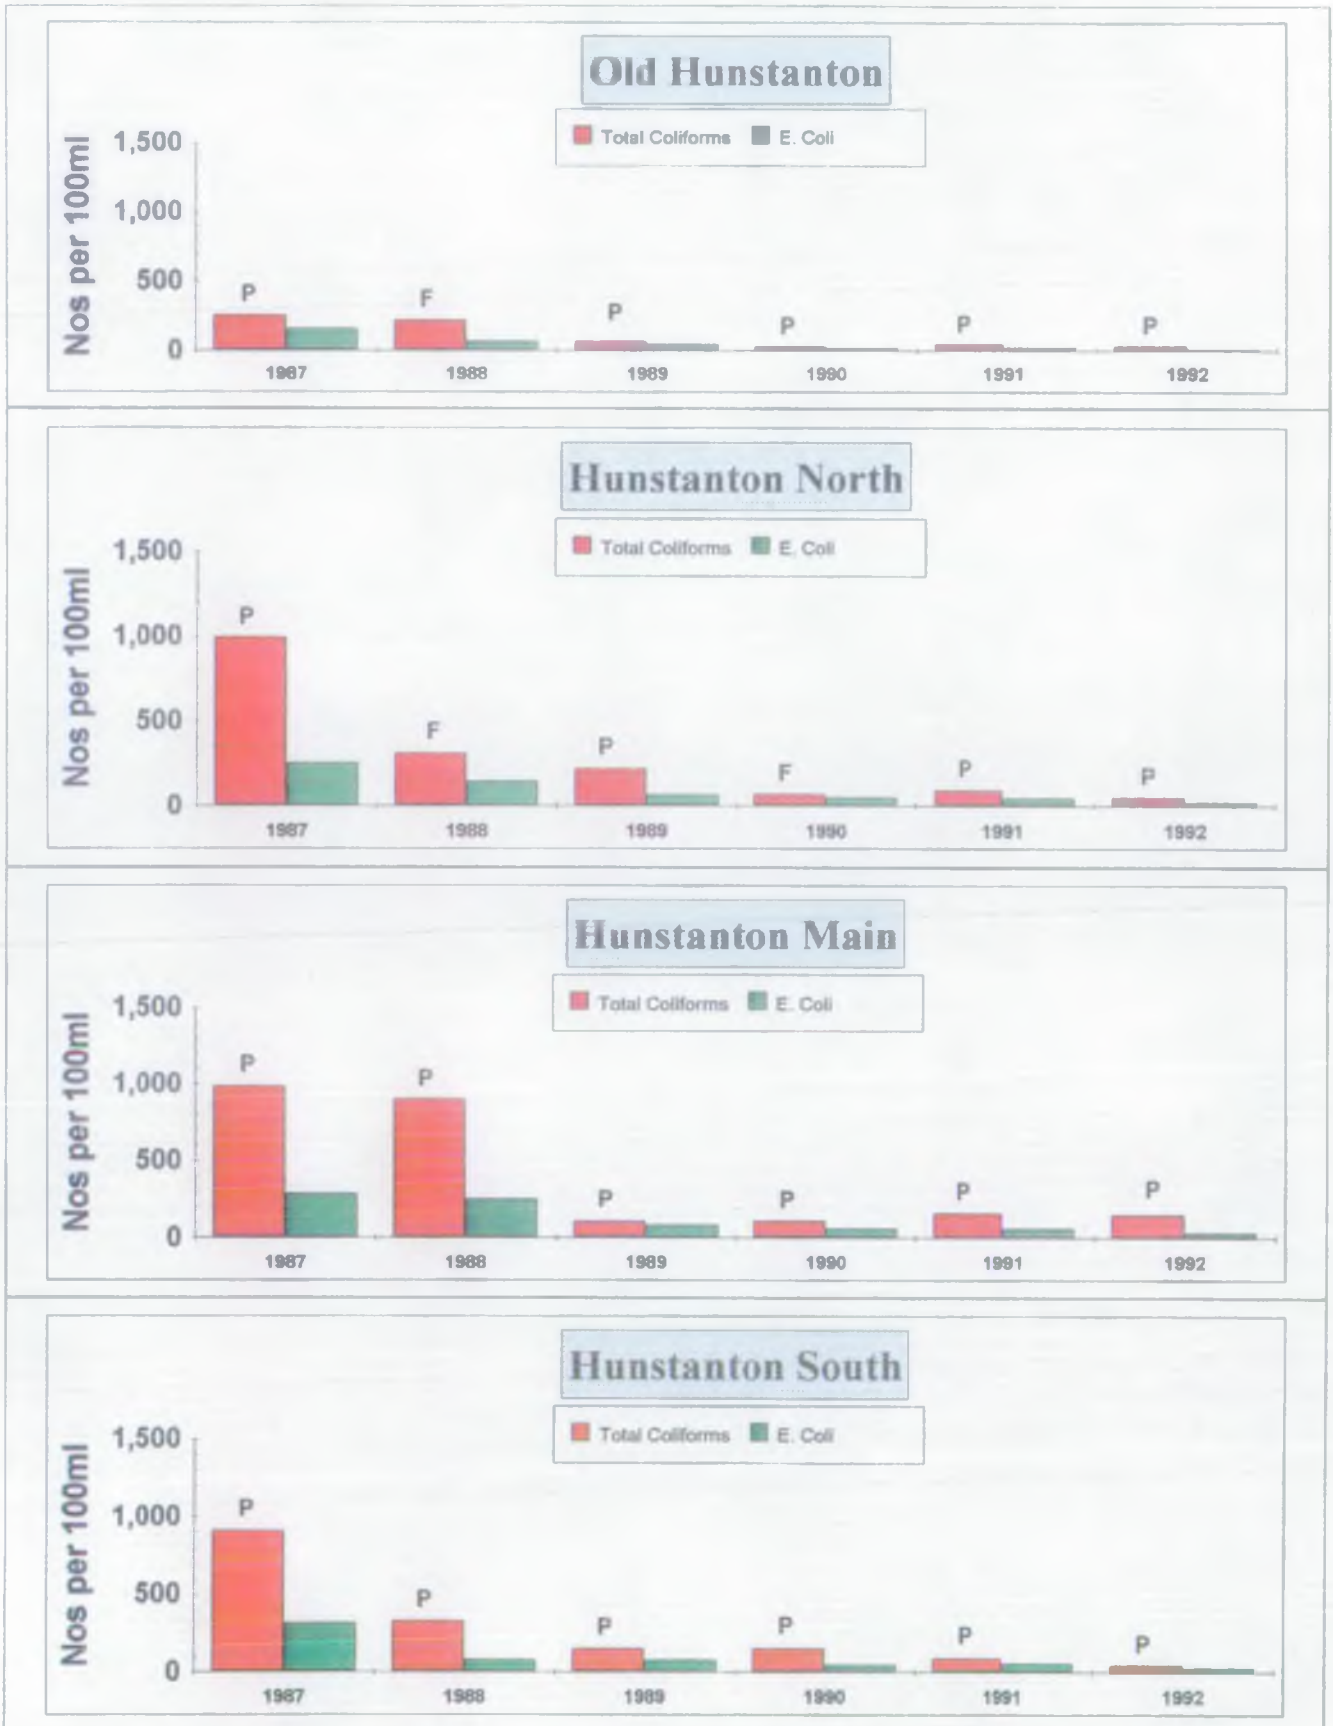 Old Hunstanton
Total Coliforms E. Coli
Nos per 100ml
1,500
1,000
500
0
P F P P P P
1987 1988 1989 1990 1991 1992
Hunstanton North
Total Coliforms E. Coli
Nos per 100ml
1,500
1,000
500
0
P F P F P P
1987 1988 1989 1990 1991 1992
Hunstanton Main
Total Coliforms E. Coli
Nos per 100ml
1,500
1,000
500
0
P P P P P P
1987 1988 1989 1990 1991 1992
Hunstanton South
Total Coliforms E. Coli
Nos per 100ml
1,500
1,000
500
0
P P P P P P
1987 1988 1989 1990 1991 1992